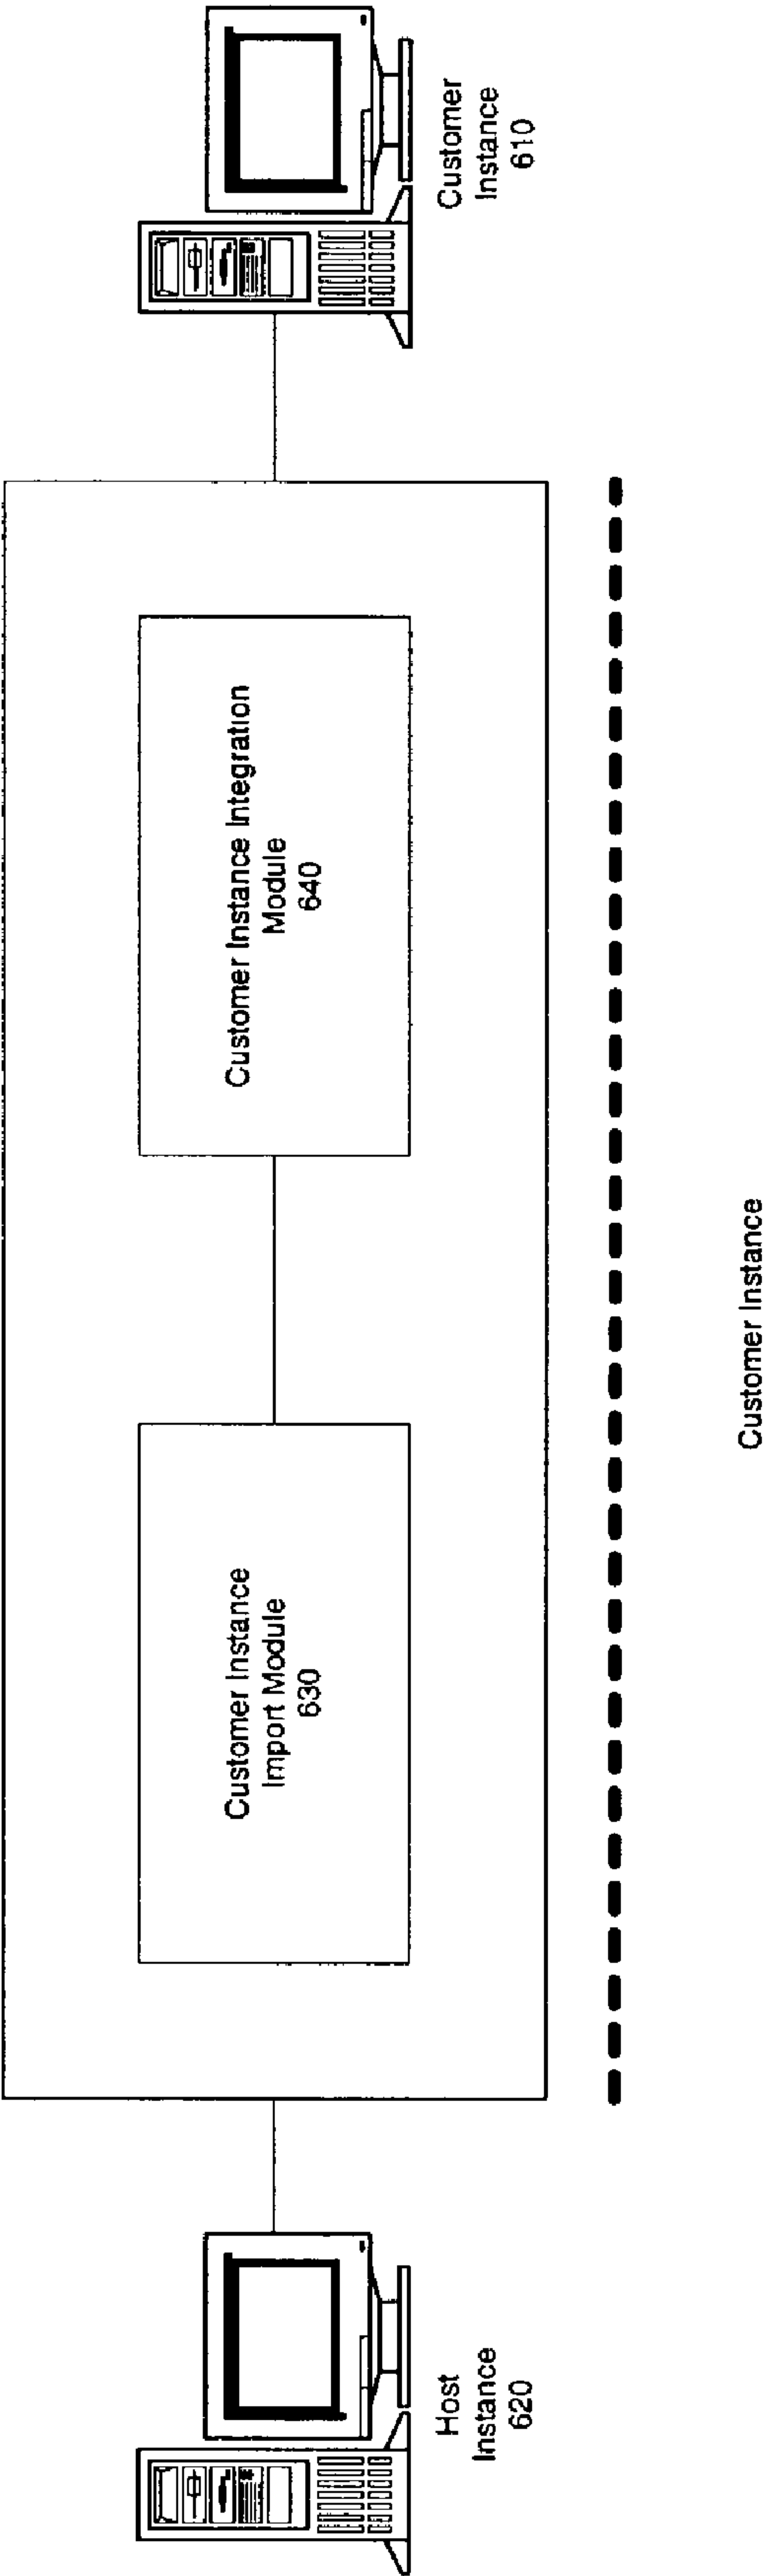 Host
Instance
620
Customer Instance
Import Module
630
Customer Instance Integration
Module
640
Customer
Instance
610
Customer Instance